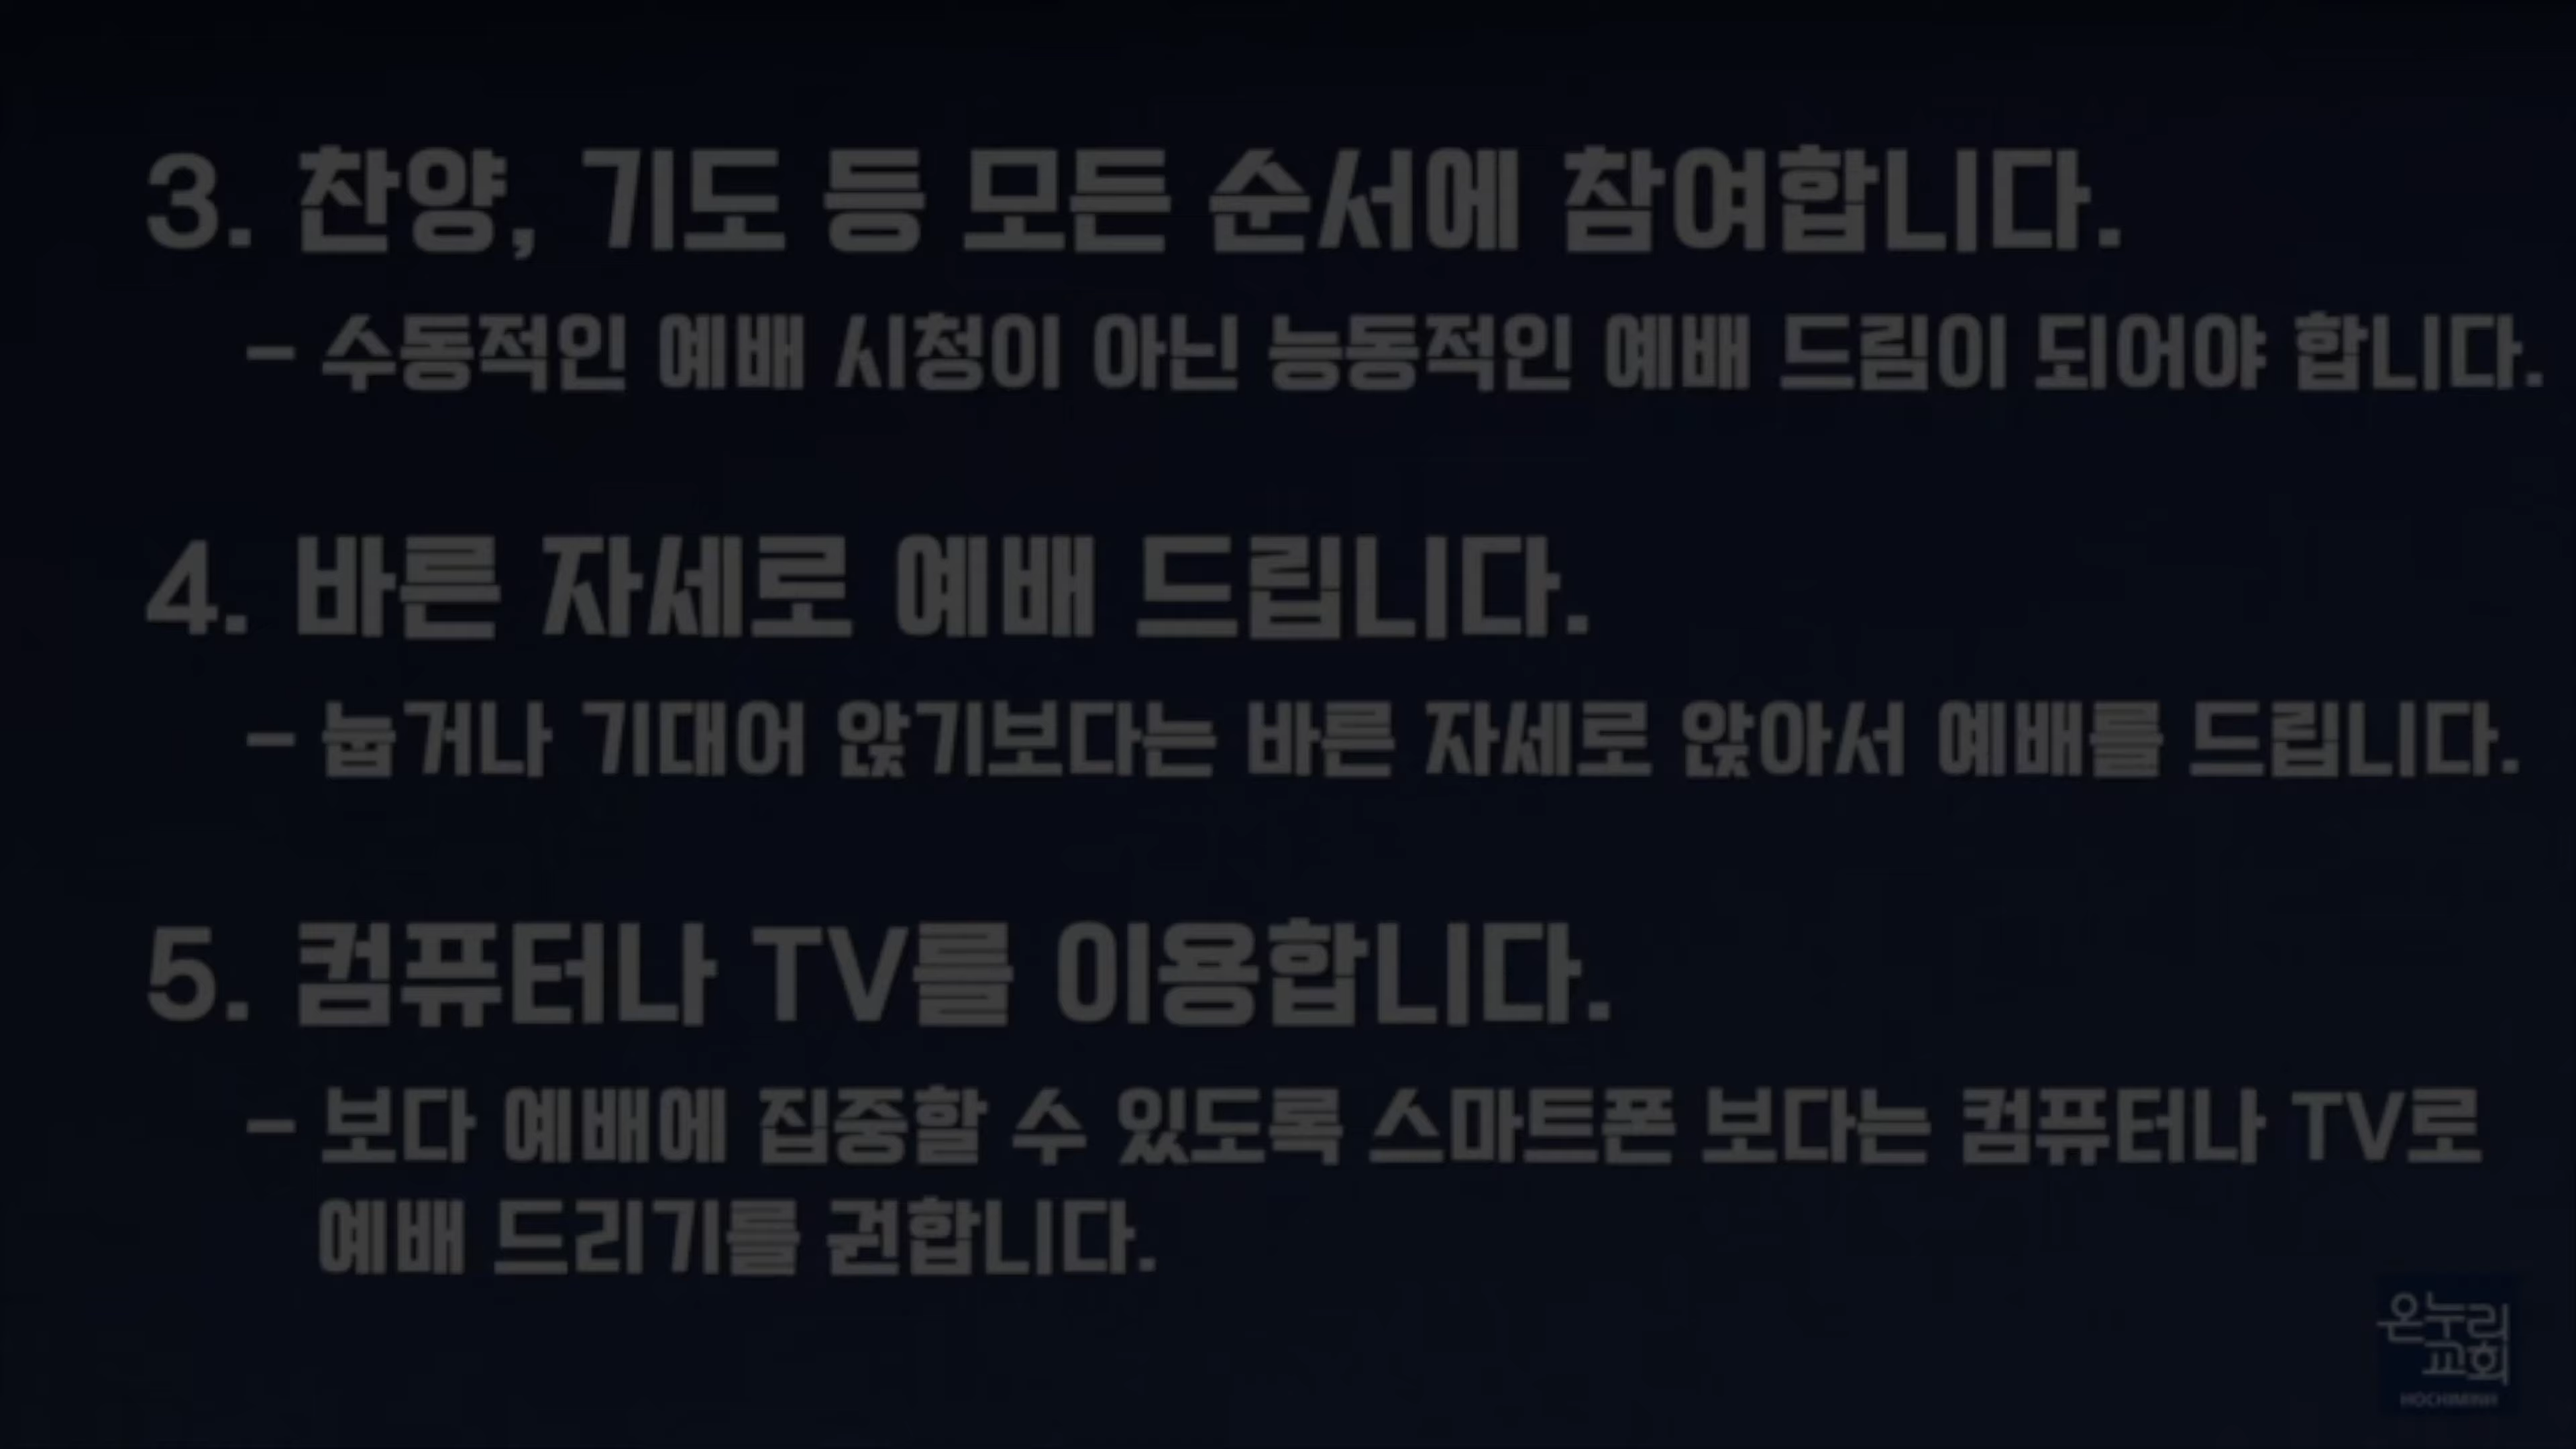 3. 찬양, 기도 등 모든 순서에 참여합니다.
- 수동적인 예배 시청이 아닌 능동적인 예배 드림이 되어야 합니다.
4. 바른 자세로 예배 드립니다.
- 눕거나 기대어 앉기보다는 바른 자세로 앉아서 예배를 드립니다.
5. 컴퓨터나 TV를 이용합니다.
- 보다 예배에 집중할 수 있도록 스마트폰 보다는 컴퓨터나 TV로
예배 드리기를 권합니다.
온누리
교회
HOCHIMINH